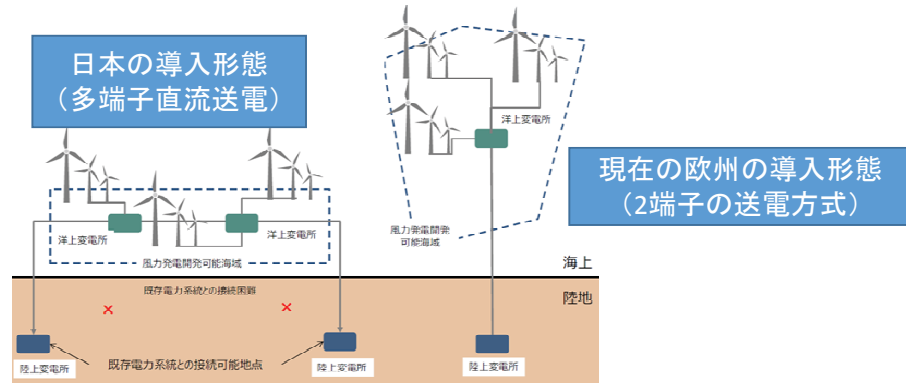 日本の導入形態
(多端子直流送電)
洋上変電所
現在の欧州の導入形態
(2端子の送電方式)
洋上変電所
洋上変電所
風力発電開発
可能海域
風力発電開発可能海域
海上
陸地
既存電力系統との接続困難
既存電力系統との接続可能地点
陸上変電所
陸上変電所
陸上変電所